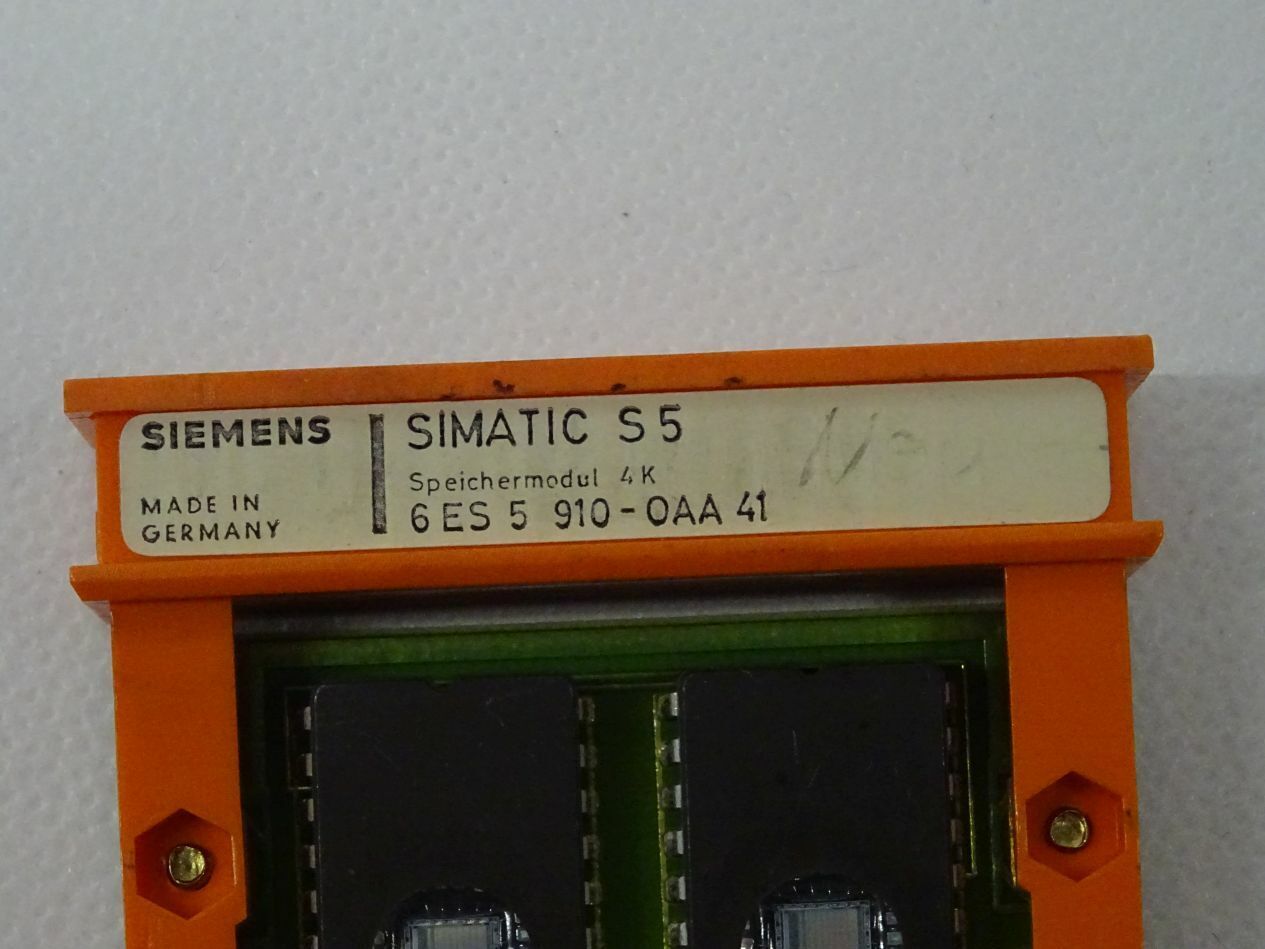 SIEMENS
MADE IN
GERMANY
SIMATIC S5
Speichermodul 4K
6ES5 910-0AA41